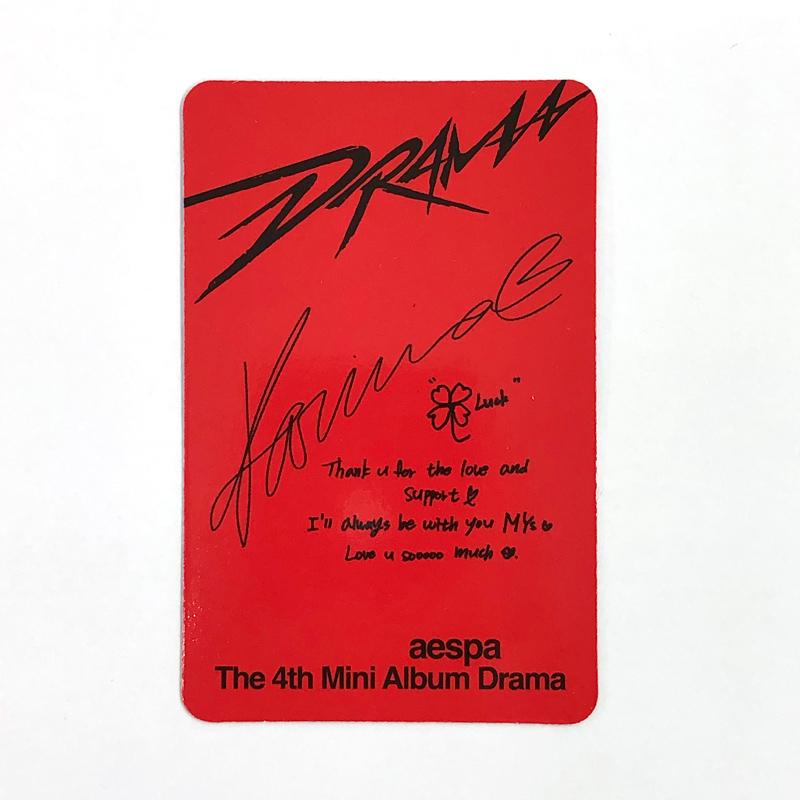 DRAMA
Karina
"Luck"
Thank u for the love and
support
I'll always be with you MYs
Love u sooooo much
aespa
The 4th Mini Album Drama